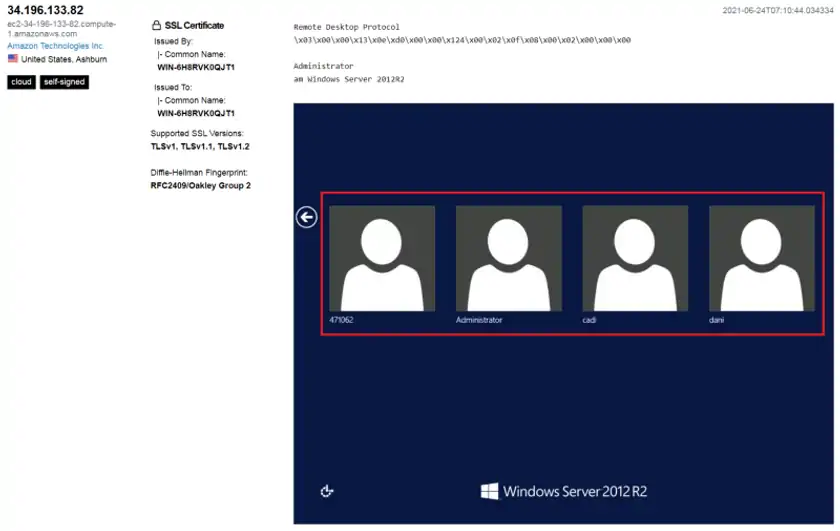 34.196.133.82
ec2-34-196-133-82.compute-
1.amazonaws.com
Amazon Technologies Inc.
United States, Ashburn
cloud self-signed
SSL Certificate
Issued By:
|- Common Name:
WIN-6H8RVK0QJT1
Issued To:
|- Common Name:
WIN-6H8RVK0QJT1
Supported SSL Versions:
TLSv1, TLSv1.1, TLSv1.2
Diffie-Hellman Fingerprint:
RFC2409/Oakley Group 2
2021-06-24T07:10:44.034334
Remote Desktop Protocol
\x03\x00\x00\x13\x0e\xd0\x00\x00\x124\x00\x02\x0f\x08\x00\x02\x00\x00\x00
Administrator
am Windows Server 2012R2
471062 Administrator cadi dani
Windows Server 2012 R2